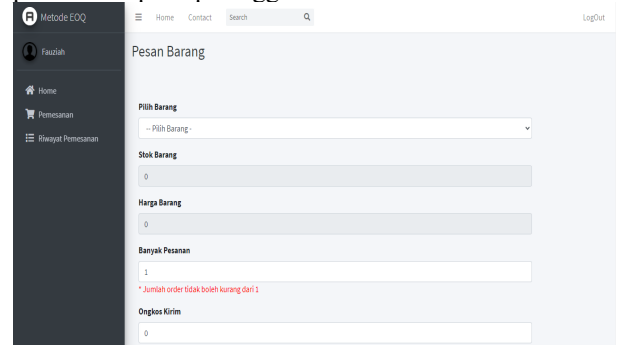 Metode EOQ
Home Contact Search LogOut
Fauziah
Pesan Barang
Home
Pemesanan
Riwayat Pemesanan
Pilih Barang
-- Pilih Barang -
Stok Barang
0
Harga Barang
0
Banyak Pesanan
1
* Jumlah order tidak boleh kurang dari 1
Ongkos Kirim
0